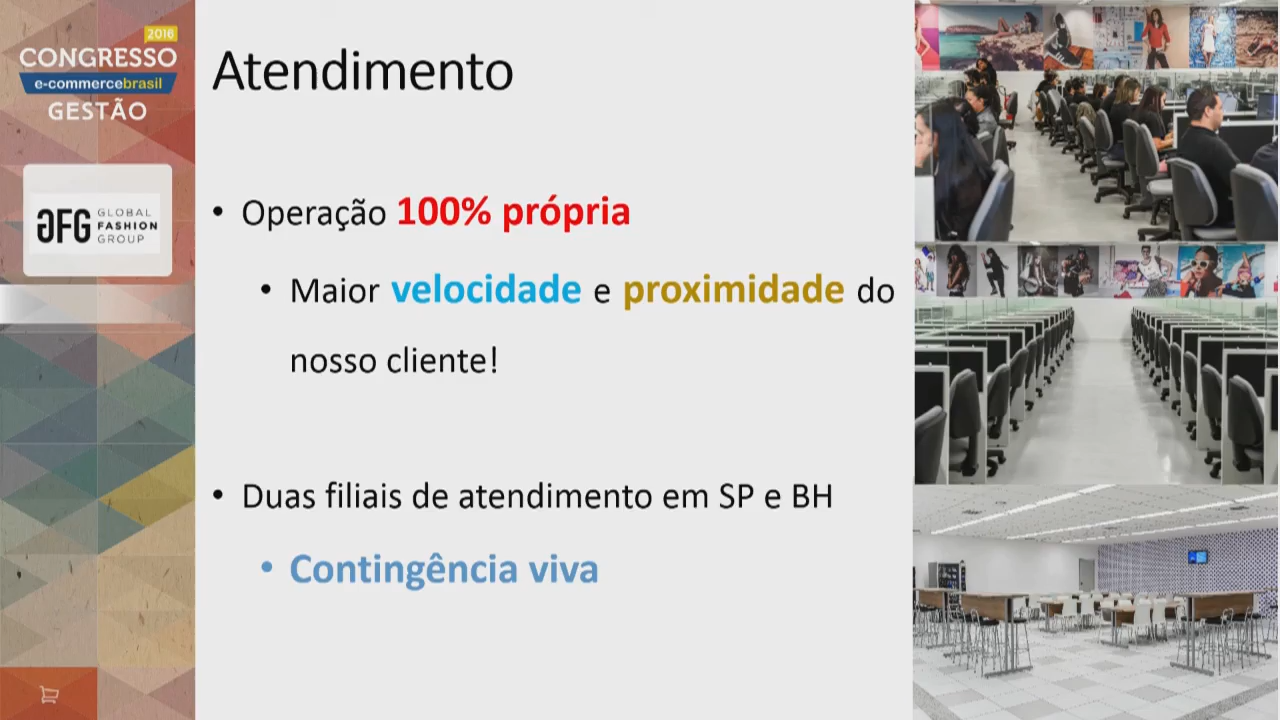 2016
CONGRESSO
e-commercebrasil
GESTÃO
GFG GLOBAL
FASHION
GROUP
Atendimento
• Operação 100% própria
• Maior velocidade e proximidade do
nosso cliente!
• Duas filiais de atendimento em SP e BH
• Contingência viva